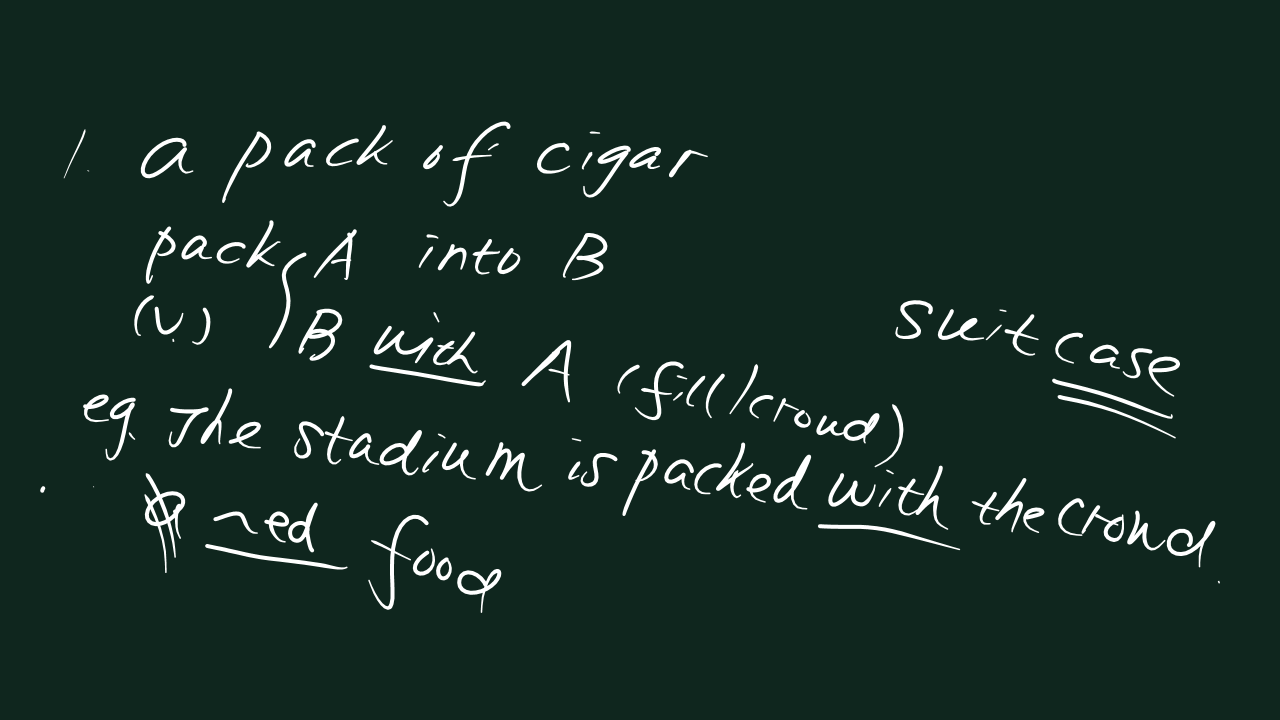 1. a pack of cigar
pack A into B
(v.) B with A (fill/crowd)
suitcase
eg. The stadium is packed with the crowd.
~ed food